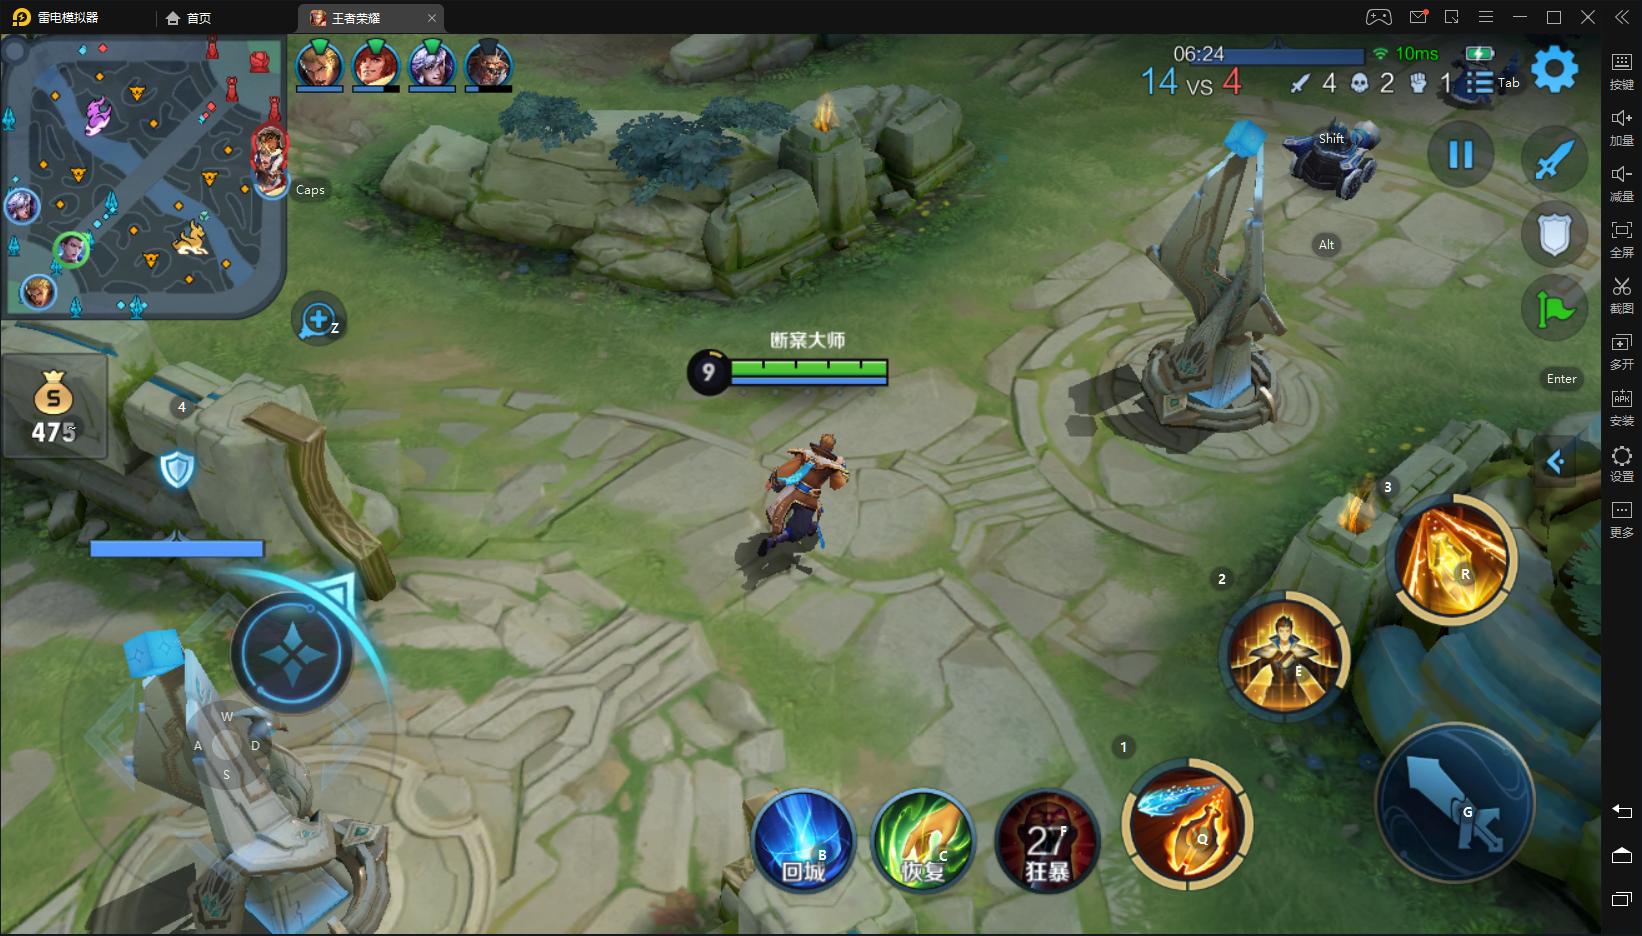 雷电模拟器
首页
王者荣耀
06:24
10ms
14 vs 4
4 2 1
Tab
Shift
Alt
Caps
Z
Enter
断案大师
9
475
~
4
3
R
2
E
1
Q
G
W
A
D
S
B
回城
C
恢复
27
F
狂暴
按键
加量
减量
全屏
截图
多开
APK
安装
设置
更多